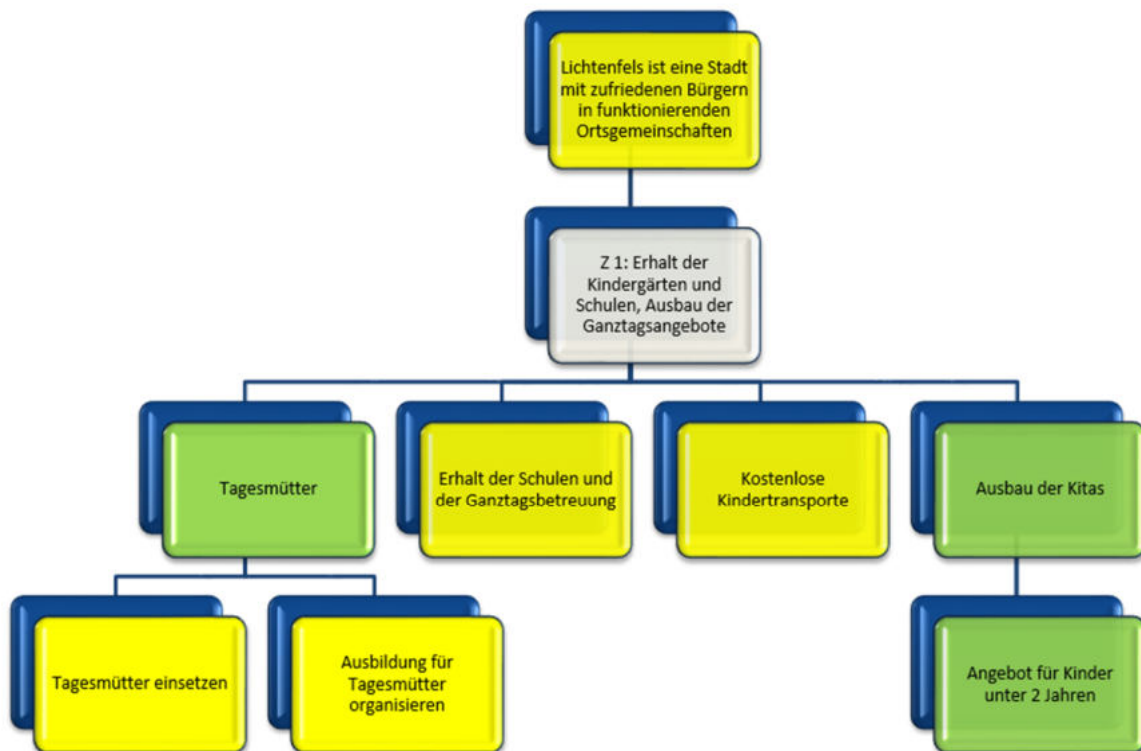 Lichtenfels ist eine Stadt
mit zufriedenen Bürgern
in funktionierenden
Ortsgemeinschaften
Z 1: Erhalt der
Kindergärten und
Schulen, Ausbau der
Ganztagsangebote
Tagesmütter
Erhalt der Schulen und
der Ganztagsbetreuung
Kostenlose
Kindertransporte
Ausbau der Kitas
Tagesmütter einsetzen
Ausbildung für
Tagesmütter
organisieren
Angebot für Kinder
unter 2 Jahren